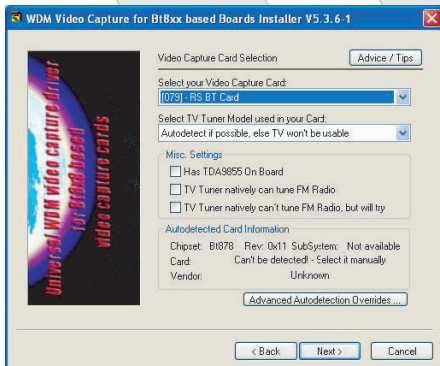 WDM Video Capture for Bt8xx based Boards Installer V5.3.6-1
Universal WDM video capture driver
for Bt8x8 based
video capture cards
Video Capture Card Selection
Advice / Tips
Select your Video Capture Card:
[079] - RS BT Card
Select TV Tuner Model used in your Card:
Autodetect if possible, else TV won't be usable
Misc. Settings
Has TDA9855 On Board
TV Tuner natively can tune FM Radio
TV Tuner natively can't tune FM Radio, but will try
Autodetected Card Information
Chipset: Bt878 Rev: 0x11 SubSystem: Not available
Card: Can't be detected! - Select it manually
Vendor: Unknown
Advanced Autodetection Overrides ...
< Back
Next >
Cancel